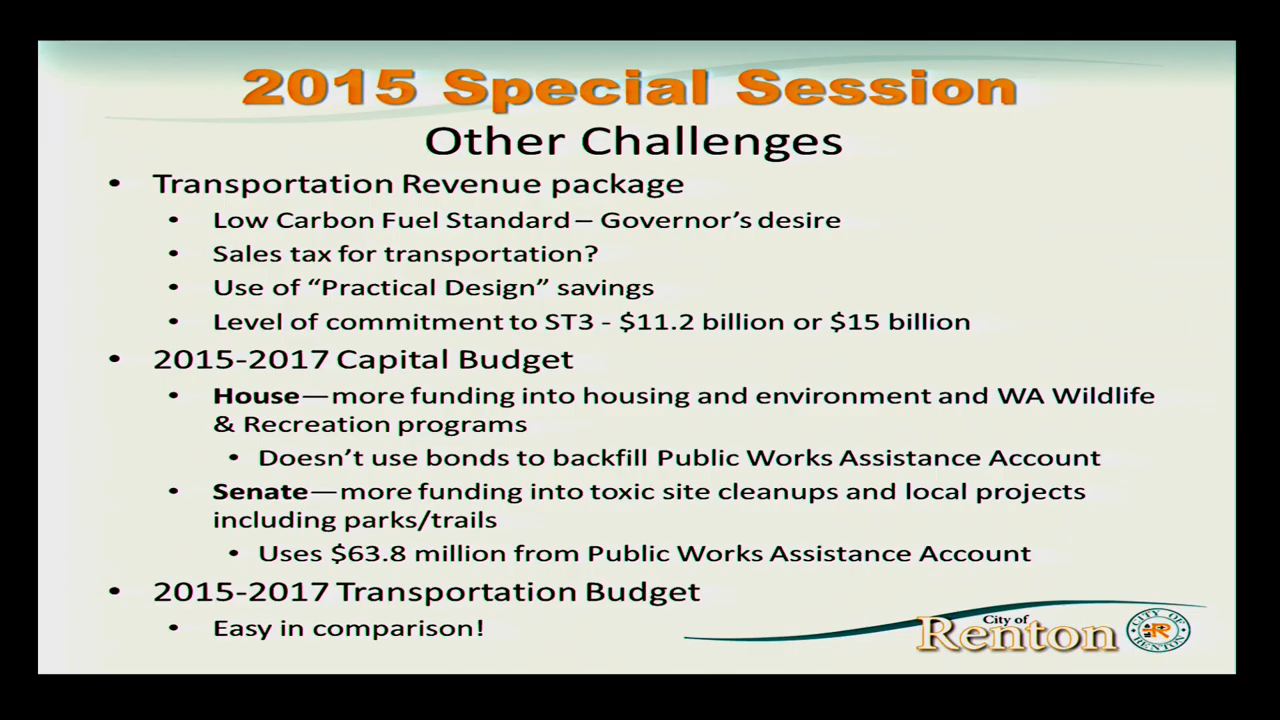 2015 Special Session
Other Challenges
• Transportation Revenue package
• Low Carbon Fuel Standard – Governor's desire
• Sales tax for transportation?
• Use of “Practical Design” savings
• Level of commitment to ST3 - $11.2 billion or $15 billion
• 2015-2017 Capital Budget
• House—more funding into housing and environment and WA Wildlife
& Recreation programs
• Doesn't use bonds to backfill Public Works Assistance Account
• Senate—more funding into toxic site cleanups and local projects
including parks/trails
• Uses $63.8 million from Public Works Assistance Account
• 2015-2017 Transportation Budget
• Easy in comparison!
City of
Renton
CITY OF
RENTON